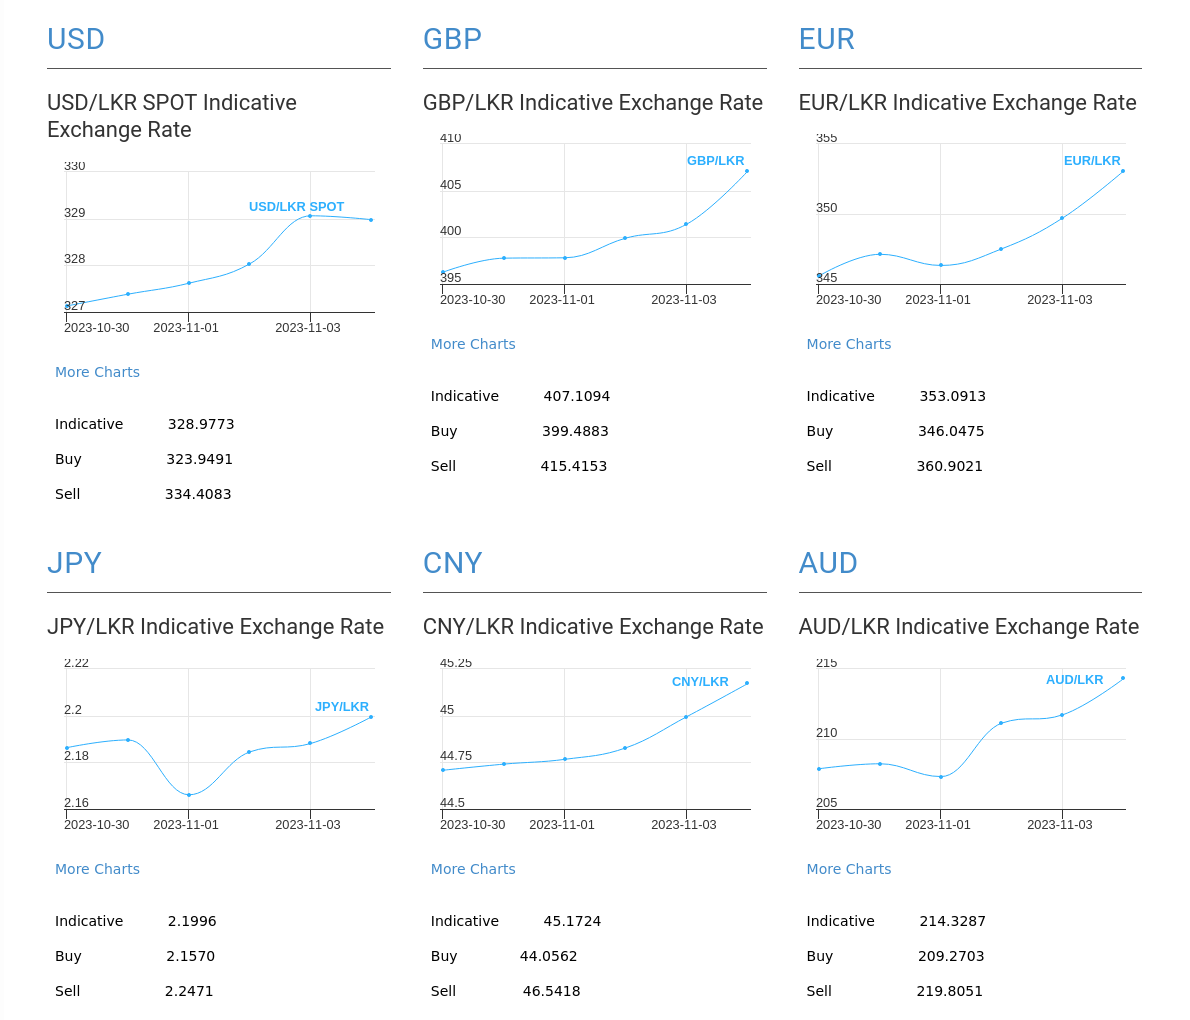 USD
USD/LKR SPOT Indicative
Exchange Rate
330
329
328
327
USD/LKR SPOT
2023-10-30 2023-11-01 2023-11-03
More Charts
Indicative 328.9773
Buy 323.9491
Sell 334.4083
GBP
GBP/LKR Indicative Exchange Rate
410
405
400
395
GBP/LKR
2023-10-30 2023-11-01 2023-11-03
More Charts
Indicative 407.1094
Buy 399.4883
Sell 415.4153
EUR
EUR/LKR Indicative Exchange Rate
355
350
345
EUR/LKR
2023-10-30 2023-11-01 2023-11-03
More Charts
Indicative 353.0913
Buy 346.0475
Sell 360.9021
JPY
JPY/LKR Indicative Exchange Rate
2.22
2.2
2.18
2.16
JPY/LKR
2023-10-30 2023-11-01 2023-11-03
More Charts
Indicative 2.1996
Buy 2.1570
Sell 2.2471
CNY
CNY/LKR Indicative Exchange Rate
45.25
45
44.75
44.5
CNY/LKR
2023-10-30 2023-11-01 2023-11-03
More Charts
Indicative 45.1724
Buy 44.0562
Sell 46.5418
AUD
AUD/LKR Indicative Exchange Rate
215
210
205
AUD/LKR
2023-10-30 2023-11-01 2023-11-03
More Charts
Indicative 214.3287
Buy 209.2703
Sell 219.8051